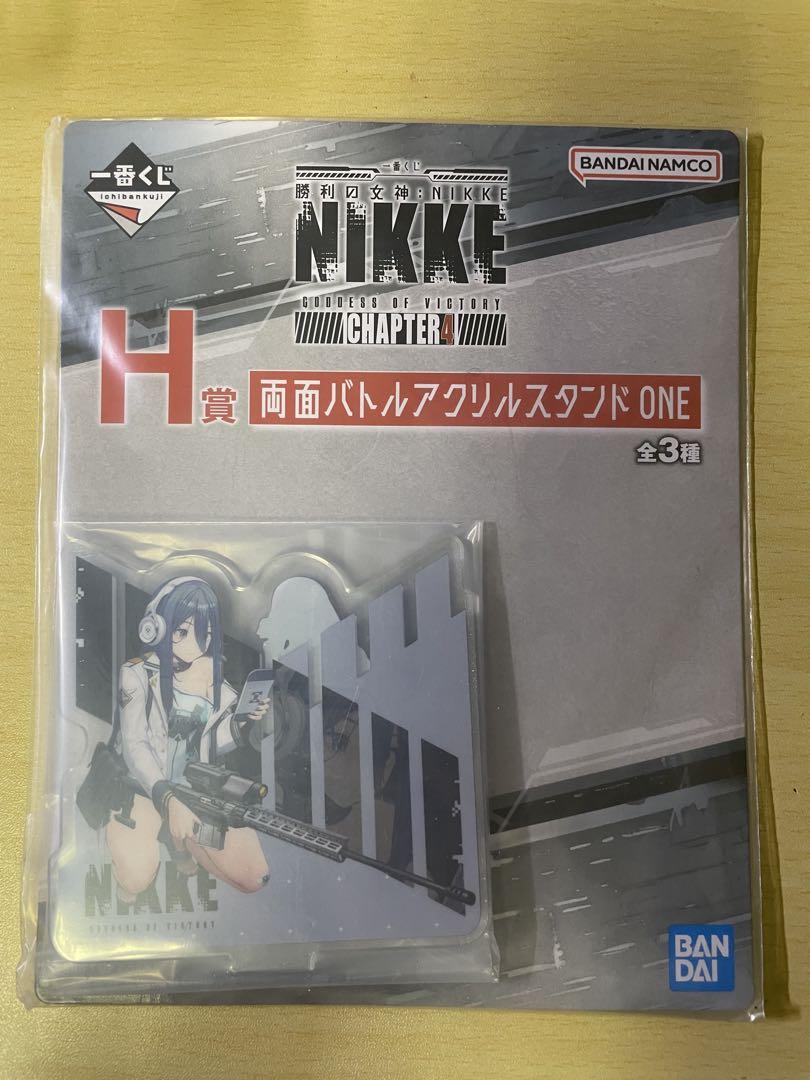 一番くじ
ichibankuji
BANDAI NAMCO
一番くじ
勝利の女神:NIKKE
NIKKE
GODDESS OF VICTORY
CHAPTER4
H賞
両面バトルアクリルスタンド ONE
全3種
NIKKE
GODDESS OF VICTORY
BAN
DAI